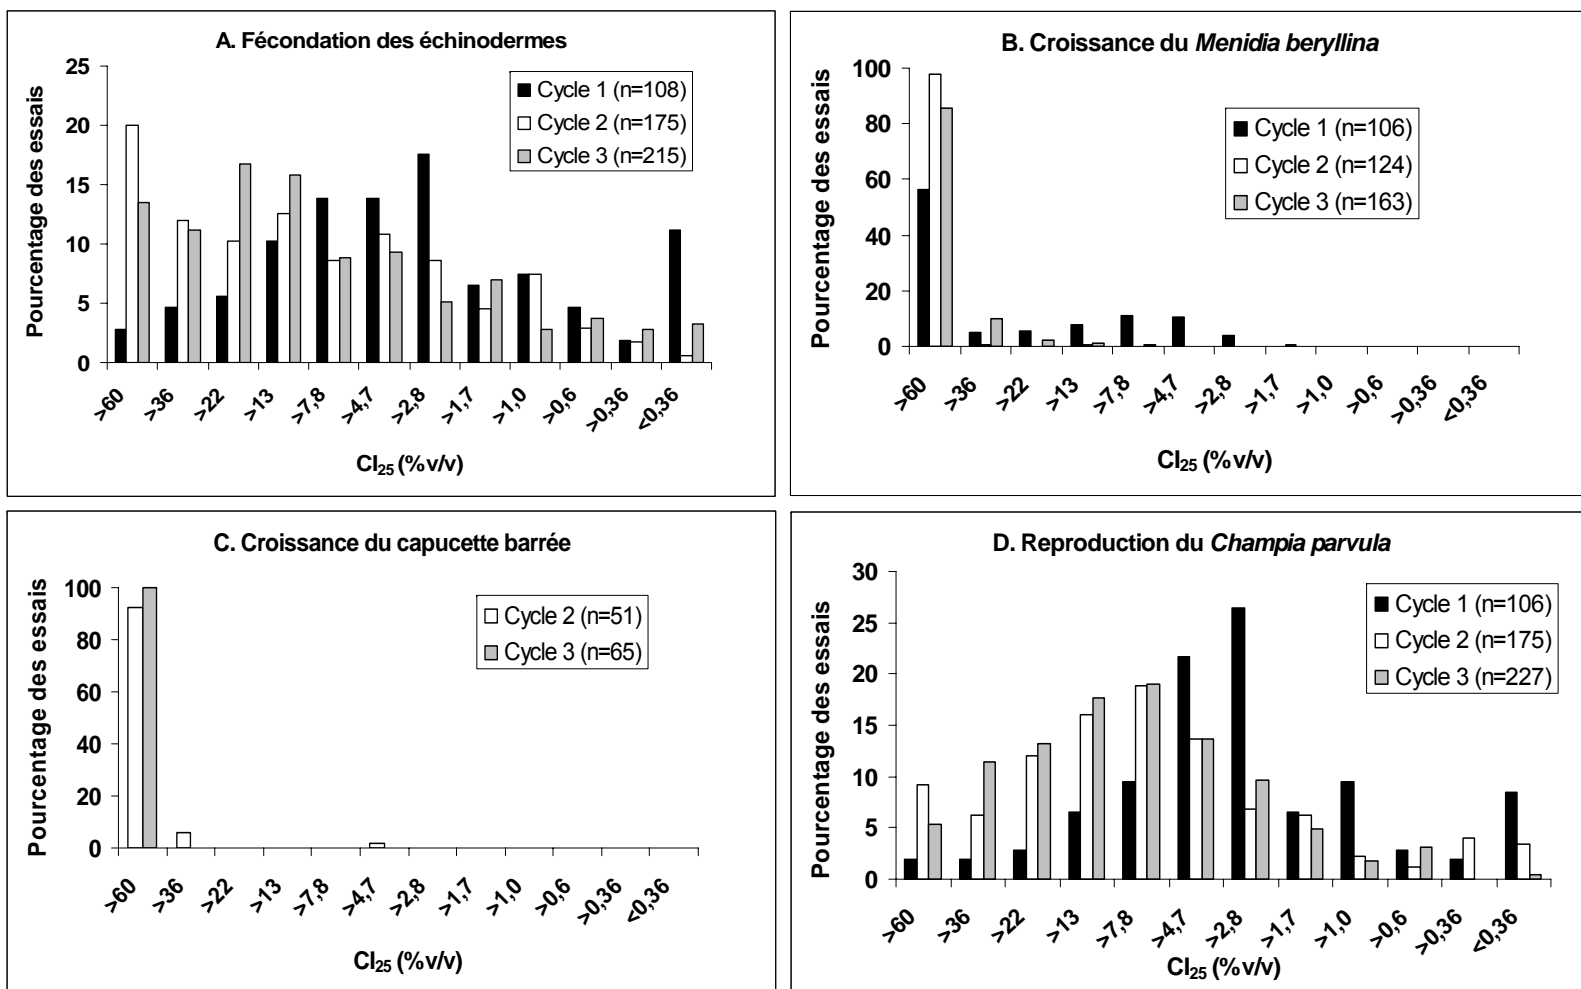 A. Fécondation des échinodermes
Pourcentage des essais
25
20
15
10
5
0
Cycle 1 (n=108)
Cycle 2 (n=175)
Cycle 3 (n=215)
>60 >36 >22 >13 >7,8 >4,7 >2,8 >1,7 >1,0 >0,6 >0,36 <0,36
CI25 (%v/v)
B. Croissance du Menidia beryllina
Pourcentage des essais
100
80
60
40
20
0
Cycle 1 (n=106)
Cycle 2 (n=124)
Cycle 3 (n=163)
>60 >36 >22 >13 >7,8 >4,7 >2,8 >1,7 >1,0 >0,6 >0,36 <0,36
CI25 (%v/v)
C. Croissance du capucette barrée
Pourcentage des essais
100
80
60
40
20
0
Cycle 2 (n=51)
Cycle 3 (n=65)
>60 >36 >22 >13 >7,8 >4,7 >2,8 >1,7 >1,0 >0,6 >0,36 <0,36
CI25 (%v/v)
D. Reproduction du Champia parvula
Pourcentage des essais
30
25
20
15
10
5
0
Cycle 1 (n=106)
Cycle 2 (n=175)
Cycle 3 (n=227)
>60 >36 >22 >13 >7,8 >4,7 >2,8 >1,7 >1,0 >0,6 >0,36 <0,36
CI25 (%v/v)